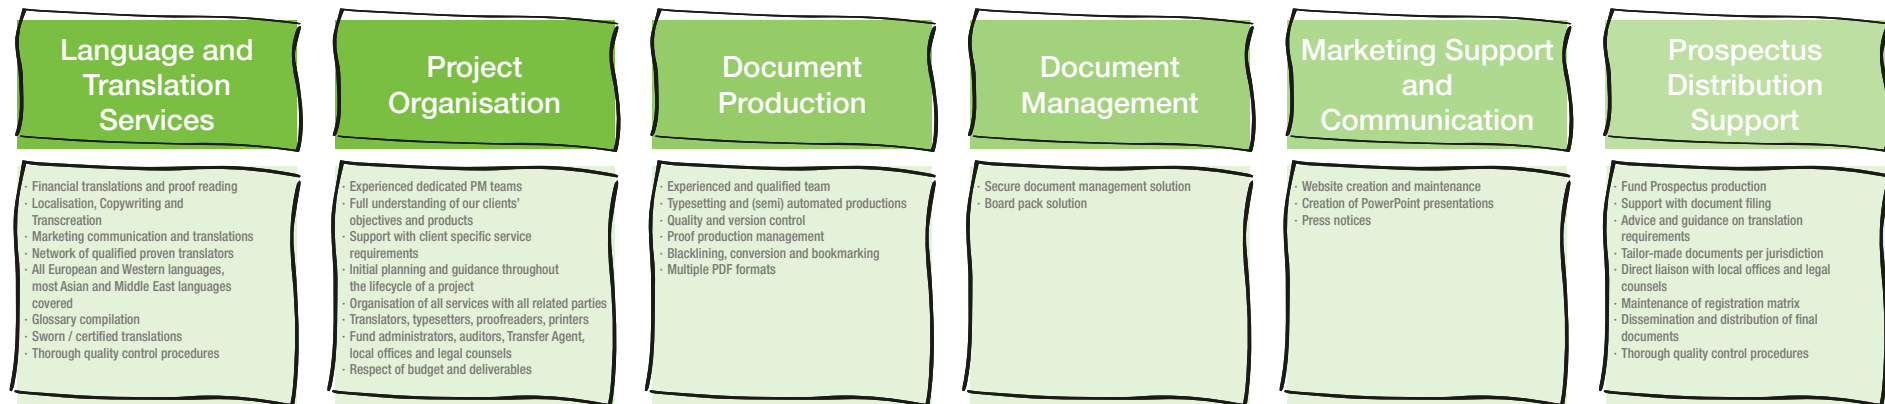 Language and
Translation
Services
· Financial translations and proof reading
· Localisation, Copywriting and
Transcreation
· Marketing communication and translations
· Network of qualified proven translators
· All European and Western languages,
most Asian and Middle East languages
covered
· Glossary compilation
· Sworn / certified translations
· Thorough quality control procedures
Project
Organisation
· Experienced dedicated PM teams
· Full understanding of our clients'
objectives and products
· Support with client specific service
requirements
· Initial planning and guidance throughout
the lifecycle of a project
· Organisation of all services with all related parties
· Translators, typesetters, proofreaders, printers
· Fund administrators, auditors, Transfer Agent,
local offices and legal counsels
· Respect of budget and deliverables
Document
Production
· Experienced and qualified team
· Typesetting and (semi) automated productions
· Quality and version control
· Proof production management
· Blacklining, conversion and bookmarking
· Multiple PDF formats
Document
Management
· Secure document management solution
· Board pack solution
Marketing Support
and
Communication
· Website creation and maintenance
· Creation of PowerPoint presentations
· Press notices
Prospectus
Distribution
Support
· Fund Prospectus production
· Support with document filing
· Advice and guidance on translation
requirements
· Tailor-made documents per jurisdiction
· Direct liaison with local offices and legal
counsels
· Maintenance of registration matrix
· Dissemination and distribution of final
documents
· Thorough quality control procedures